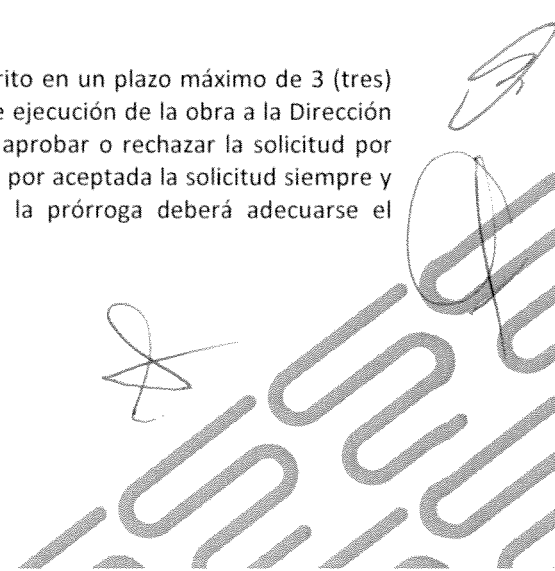 rito en un plazo máximo de 3 (tres)
e ejecución de la obra a la Dirección
aprobar o rechazar la solicitud por
por aceptada la solicitud siempre y
la prórroga deberá adecuarse el